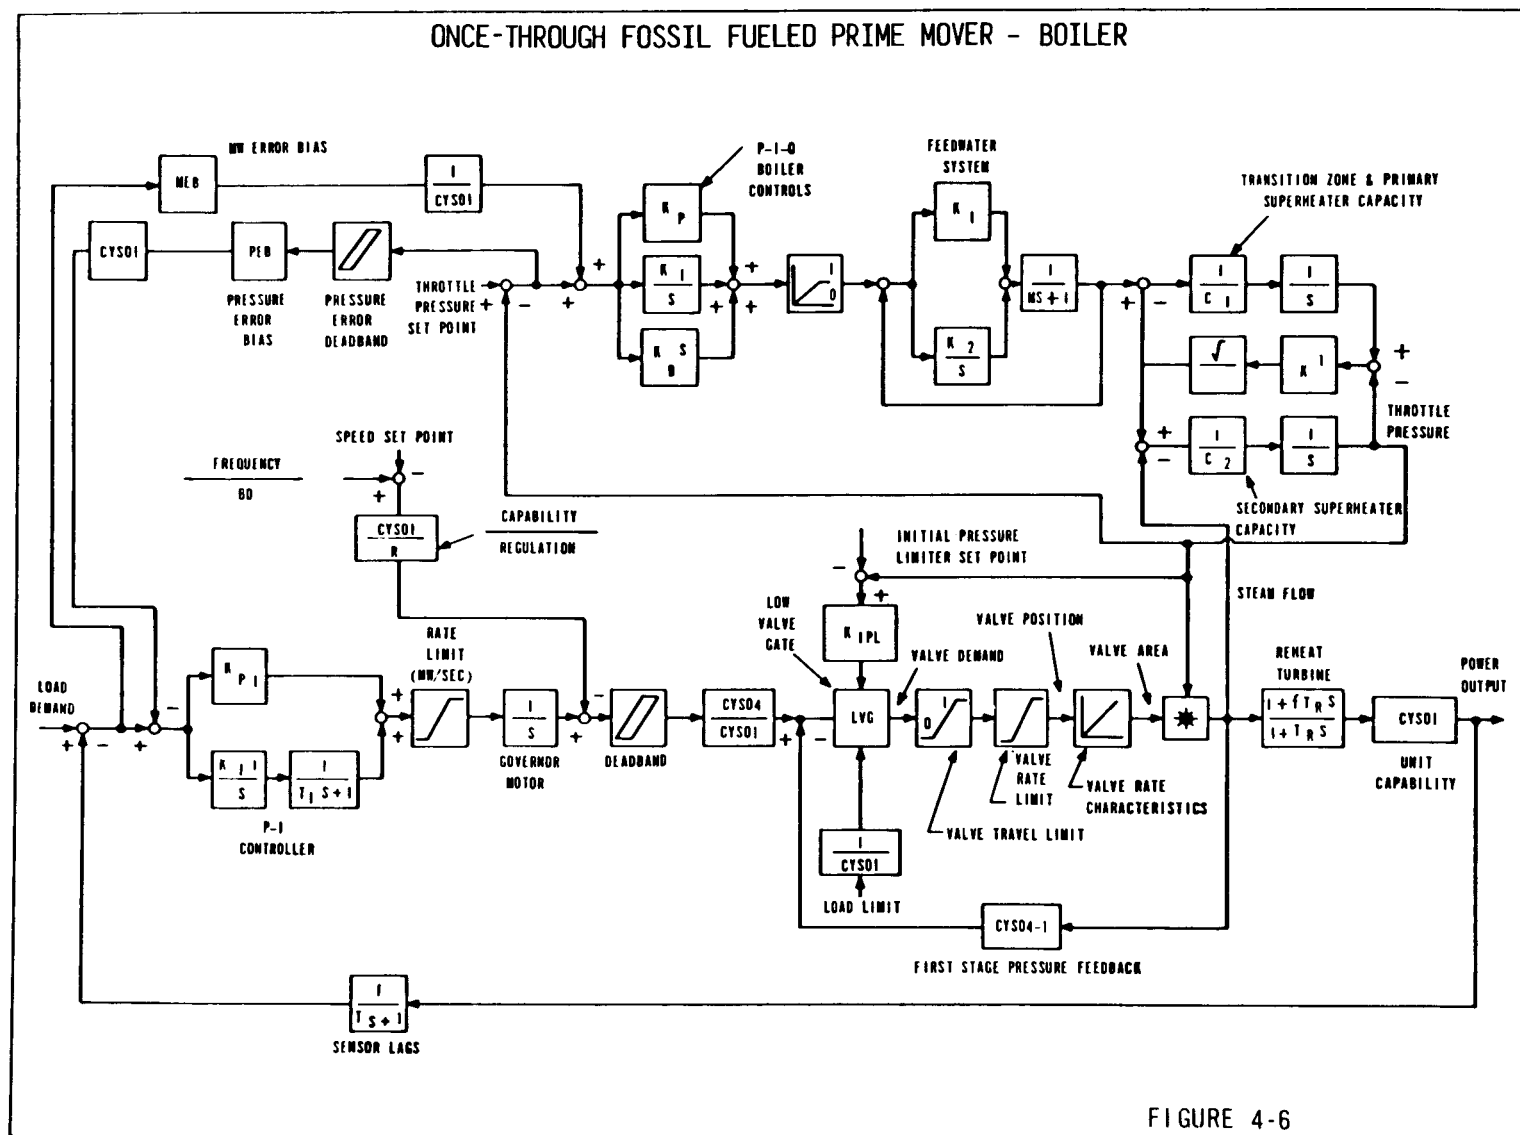 ONCE-THROUGH FOSSIL FUELED PRIME MOVER - BOILER
MW ERROR BIAS
MEB
1
CYS01
CYS01
PEB
PRESSURE
ERROR
BIAS
PRESSURE
ERROR
DEADBAND
THROTTLE
PRESSURE
SET POINT
+
-
+
+
K P
K I
S
K S
B
P-I-D
BOILER
CONTROLS
+
+
+
1
0
FEEDWATER
SYSTEM
K 1
K 2
S
1
MS + 1
+
-
TRANSITION ZONE & PRIMARY
SUPERHEATER CAPACITY
1
C 1
1
S
√
K 1
+
-
THROTTLE
PRESSURE
+
-
1
C 2
1
S
SECONDARY SUPERHEATER
CAPACITY
SPEED SET POINT
-
+
FREQUENCY
60
CYS01
R
CAPABILITY
REGULATION
INITIAL PRESSURE
LIMITER SET POINT
-
+
K IPL
LOW
VALVE
GATE
STEAM FLOW
LOAD
DEMAND
+
-
-
+
K P1
K I1
S
1
T1 S + 1
P-I
CONTROLLER
+
+
RATE
LIMIT
(MW/SEC)
1
S
GOVERNOR
MOTOR
-
+
DEADBAND
CYS04
CYS01
+
-
LVG
VALVE DEMAND
1
0
VALVE TRAVEL LIMIT
VALVE
RATE
LIMIT
VALVE POSITION
VALVE RATE
CHARACTERISTICS
VALVE AREA
REHEAT
TURBINE
1 + f TR S
1 + TR S
CYS01
UNIT
CAPABILITY
POWER
OUTPUT
1
CYS01
LOAD LIMIT
CYS04-1
FIRST STAGE PRESSURE FEEDBACK
1
T S + 1
SENSOR LAGS
FIGURE 4-6